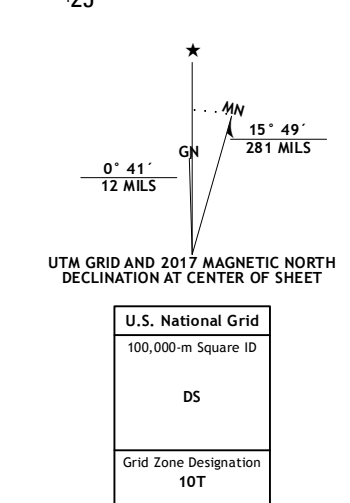 ★
MN
15° 49´
281 MILS
GN
0° 41´
12 MILS
UTM GRID AND 2017 MAGNETIC NORTH
DECLINATION AT CENTER OF SHEET
U.S. National Grid
100,000-m Square ID
DS
Grid Zone Designation
10T